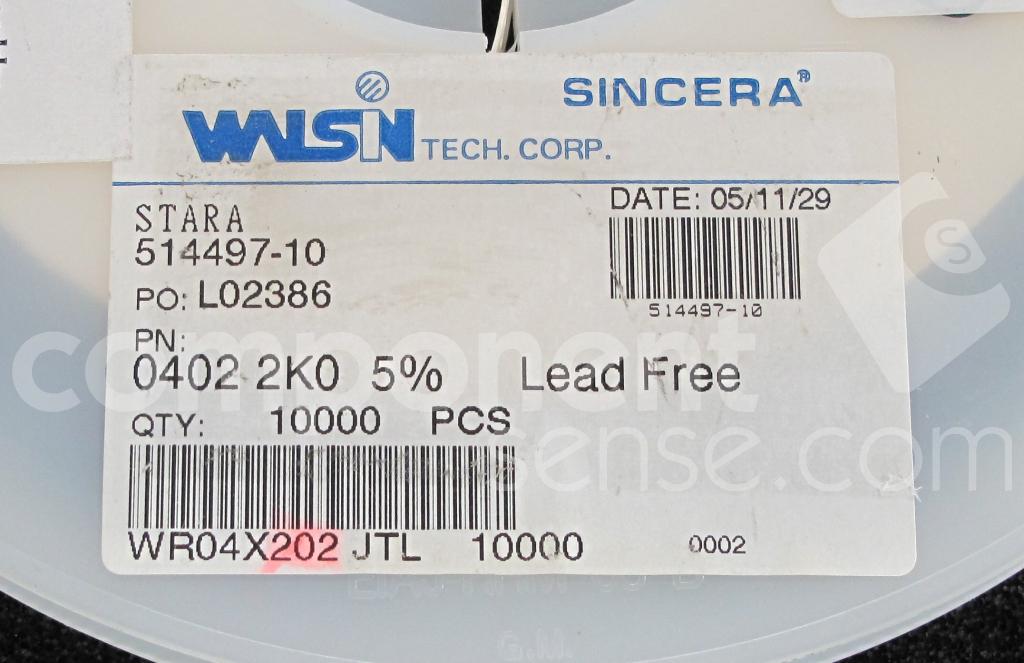 WALSIN TECH. CORP.
SINCERA®
STARA
DATE: 05/11/29
514497-10
514497-10
PO: L02386
PN:
0402 2K0 5% Lead Free
QTY: 10000 PCS
WR04X202 JTL 10000 0002
component
sense.com
S
G.M.